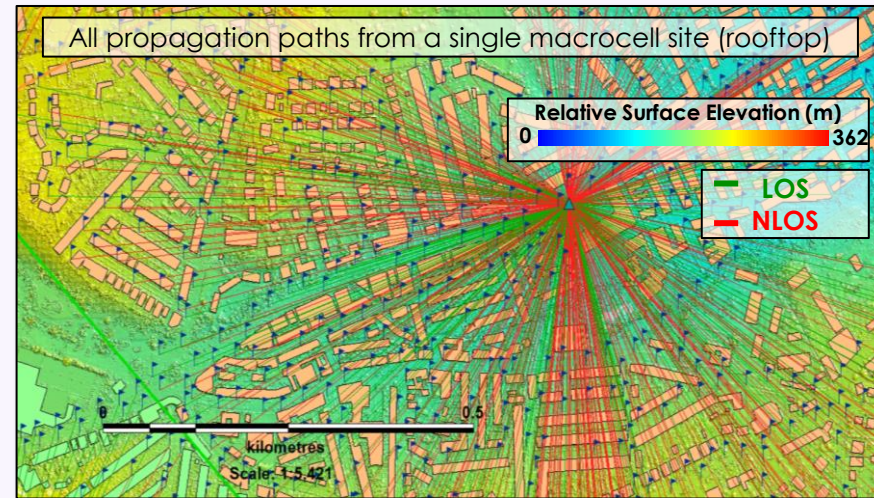 All propagation paths from a single macrocell site (rooftop)
Relative Surface Elevation (m)
0 362
LOS
NLOS
0 0.5
kilometres
Scale: 1:5,421